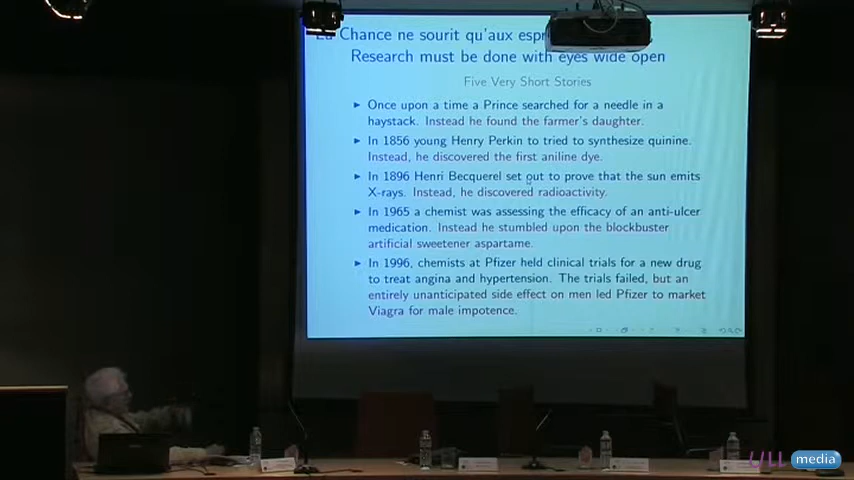 La Chance ne sourit qu'aux espr
Research must be done with eyes wide open
Five Very Short Stories
Once upon a time a Prince searched for a needle in a
haystack. Instead he found the farmer's daughter.
In 1856 young Henry Perkin to tried to synthesize quinine.
Instead, he discovered the first aniline dye.
In 1896 Henri Becquerel set out to prove that the sun emits
X-rays. Instead, he discovered radioactivity.
In 1965 a chemist was assessing the efficacy of an anti-ulcer
medication. Instead he stumbled upon the blockbuster
artificial sweetener aspartame.
In 1996, chemists at Pfizer held clinical trials for a new drug
to treat angina and hypertension. The trials failed, but an
entirely unanticipated side effect on men led Pfizer to market
Viagra for male impotence.
ULL media